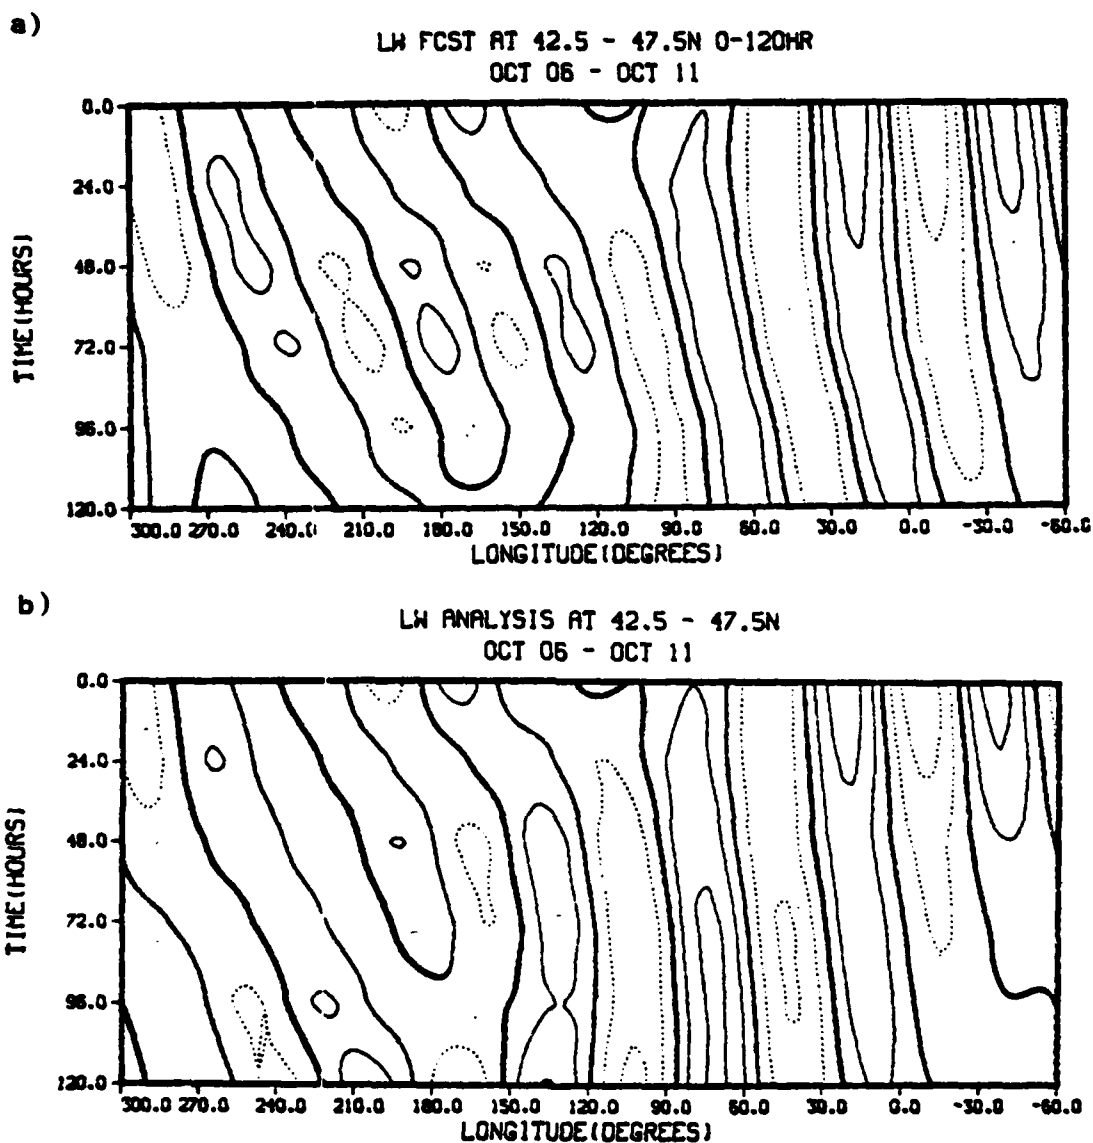 a)
LW FCST AT 42.5 - 47.5N 0-120HR
OCT 06 - OCT 11
TIME(HOURS)
0.0
24.0
48.0
72.0
96.0
120.0
300.0 270.0 240.0 210.0 180.0 150.0 120.0 90.0 60.0 30.0 0.0 -30.0 -60.0
LONGITUDE(DEGREES)
b)
LW ANALYSIS AT 42.5 - 47.5N
OCT 06 - OCT 11
TIME(HOURS)
0.0
24.0
48.0
72.0
96.0
120.0
300.0 270.0 240.0 210.0 180.0 150.0 120.0 90.0 60.0 30.0 0.0 -30.0 -60.0
LONGITUDE(DEGREES)